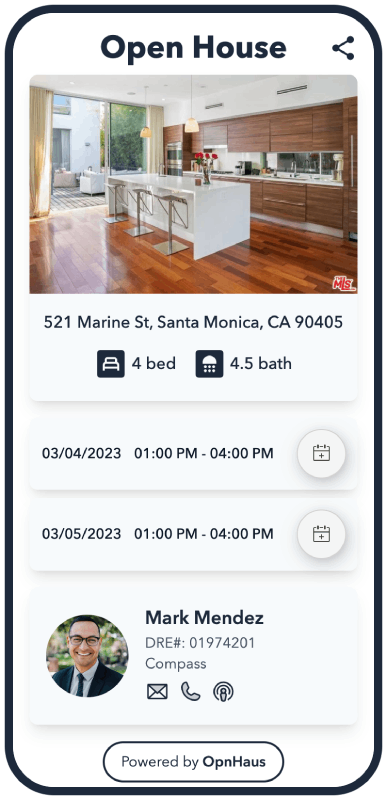 Open House
MLS
521 Marine St, Santa Monica, CA 90405
4 bed 4.5 bath
03/04/2023 01:00 PM - 04:00 PM
03/05/2023 01:00 PM - 04:00 PM
Mark Mendez
DRE#: 01974201
Compass
Powered by OpnHaus